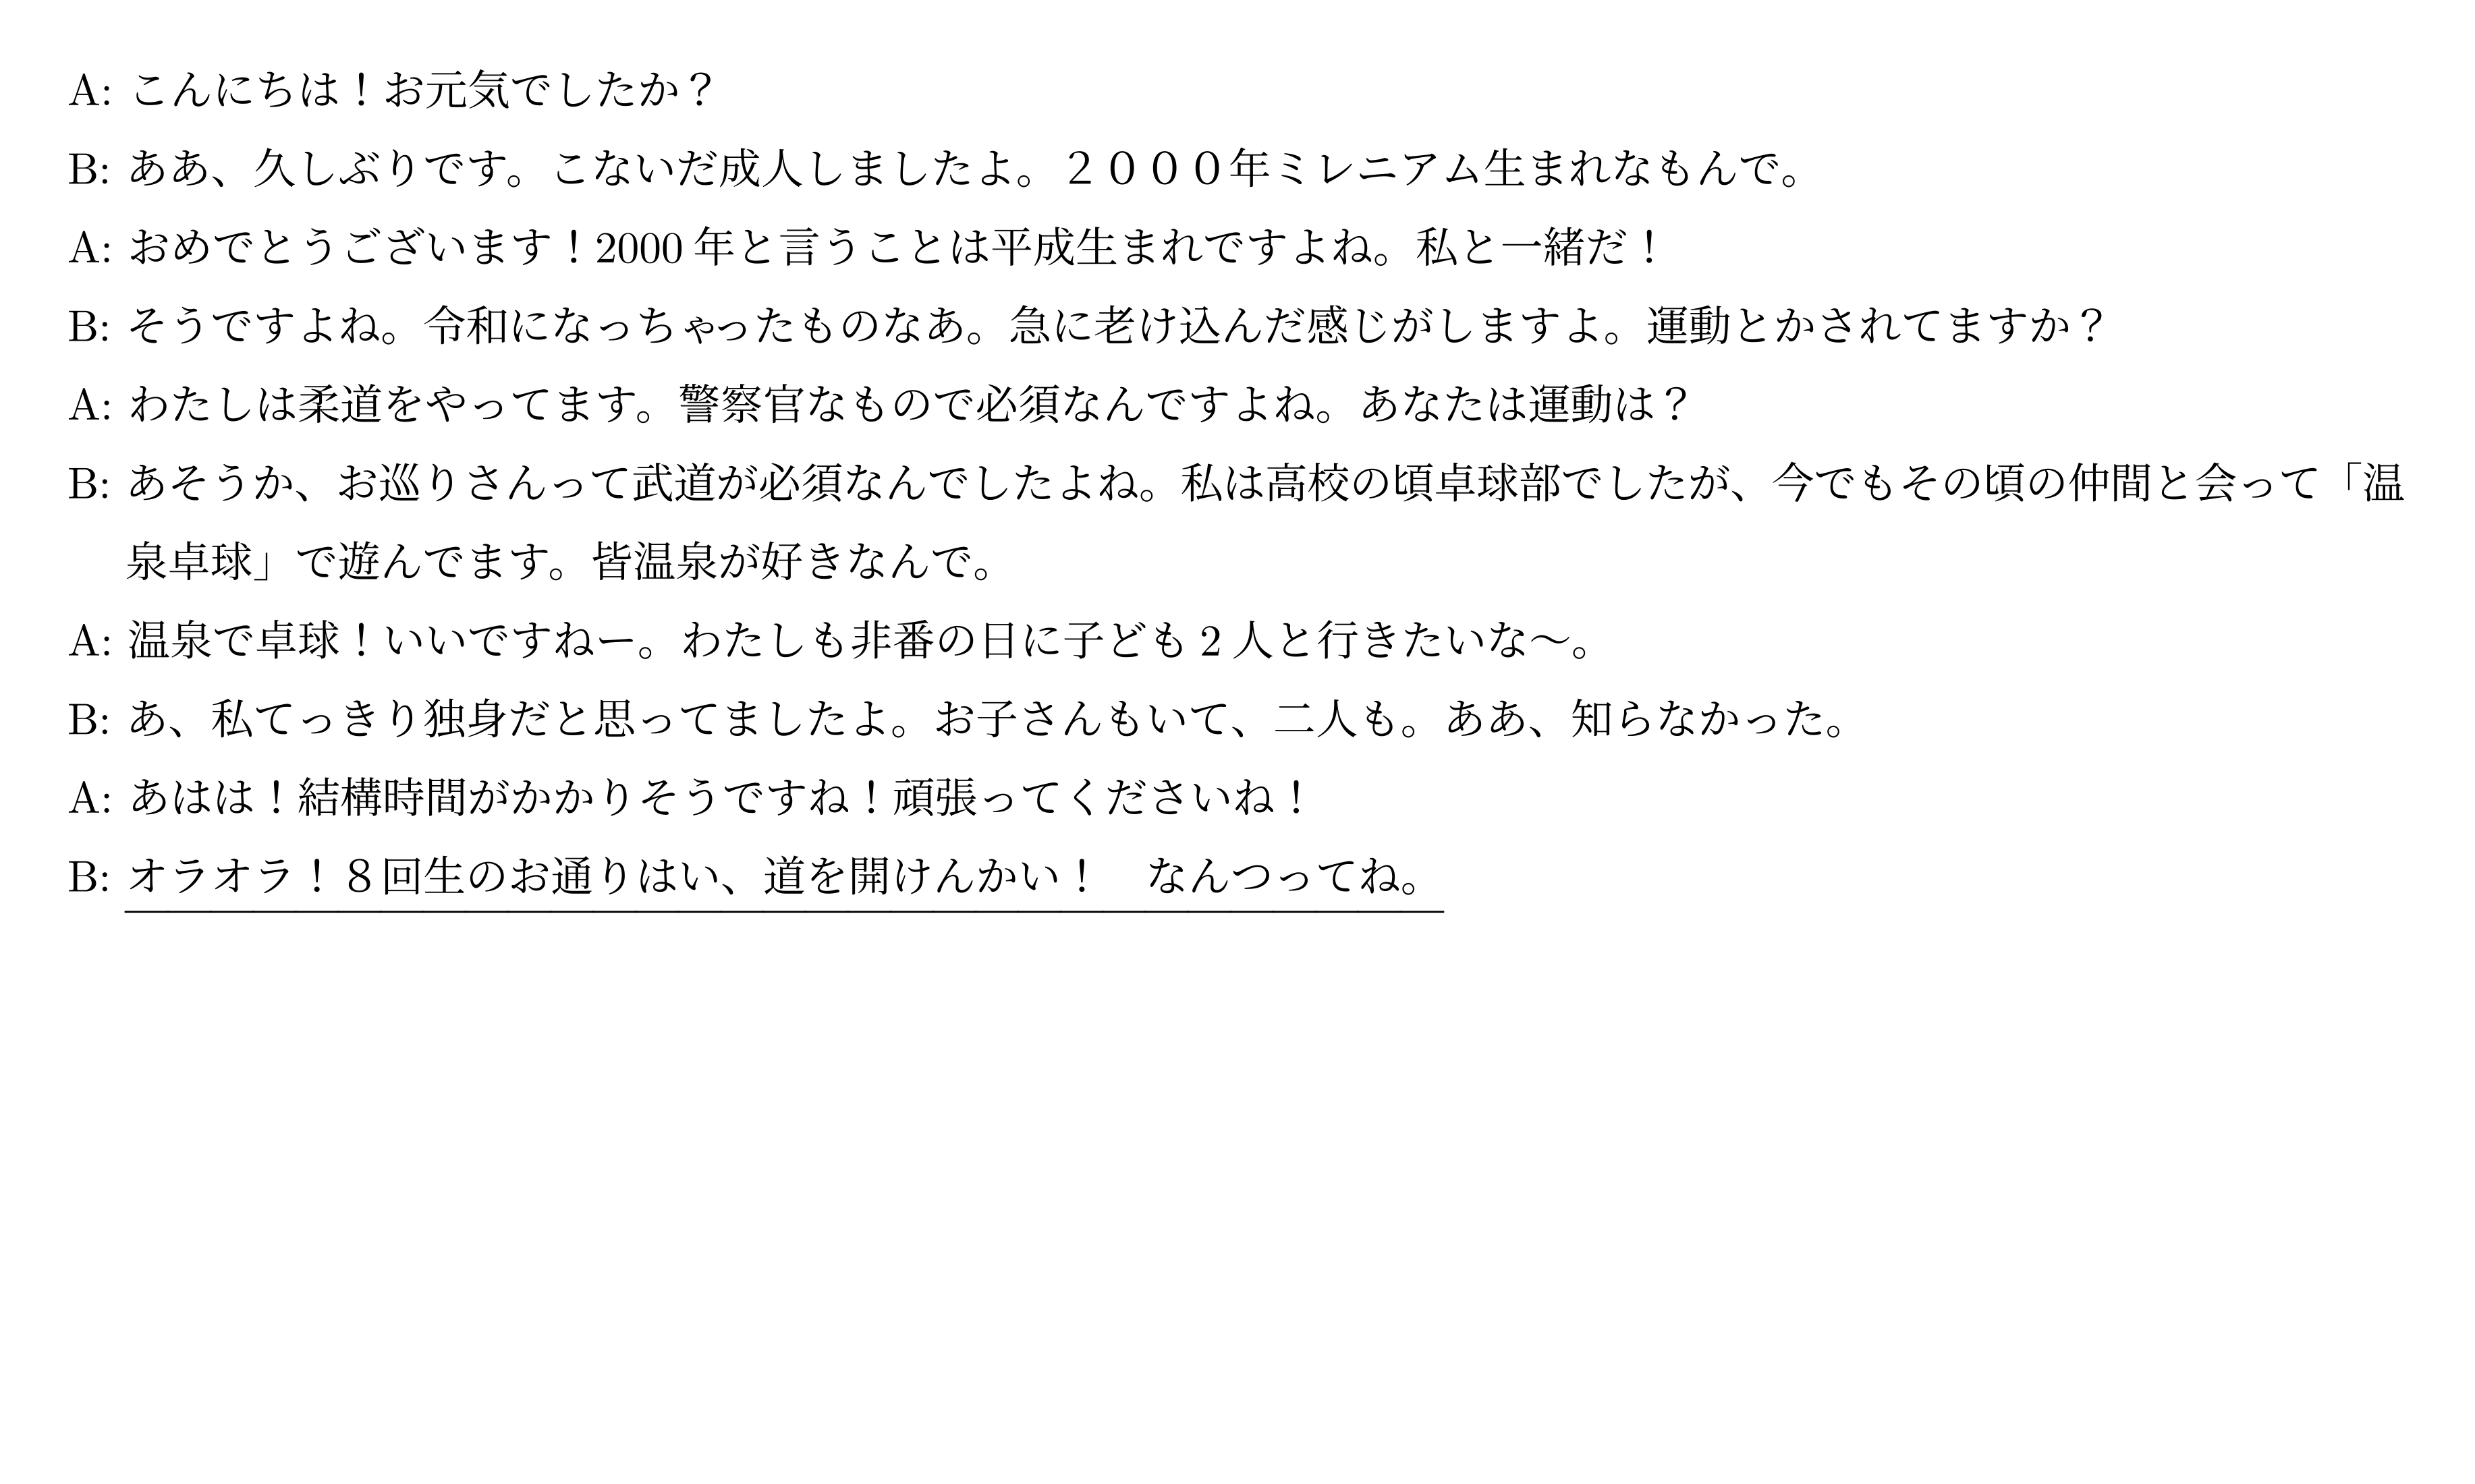 A: こんにちは！お元気でしたか？
B: ああ、久しぶりです。こないだ成人しましたよ。２０００年ミレニアム生まれなもんで。
A: おめでとうございます！2000 年と言うことは平成生まれですよね。私と一緒だ！
B: そうですよね。令和になっちゃったものなあ。急に老け込んだ感じがしますよ。運動とかされてますか？
A: わたしは柔道をやってます。警察官なもので必須なんですよね。あなたは運動は？
B: あそうか、お巡りさんって武道が必須なんでしたよね。私は高校の頃卓球部でしたが、今でもその頃の仲間と会って「温
泉卓球」で遊んでます。皆温泉が好きなんで。
A: 温泉で卓球！いいですねー。わたしも非番の日に子ども 2 人と行きたいな〜。
B: あ、私てっきり独身だと思ってましたよ。お子さんもいて、二人も。ああ、知らなかった。
A: あはは！結構時間がかかりそうですね！頑張ってくださいね！
B: オラオラ！８回生のお通りはい、道を開けんかい！　なんつってね。